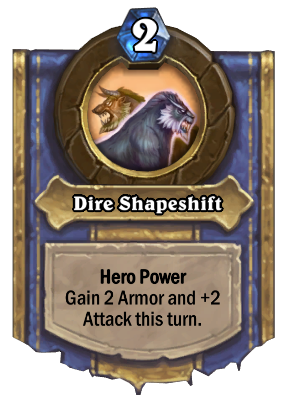 2
Dire Shapeshift
Hero Power
Gain 2 Armor and +2
Attack this turn.